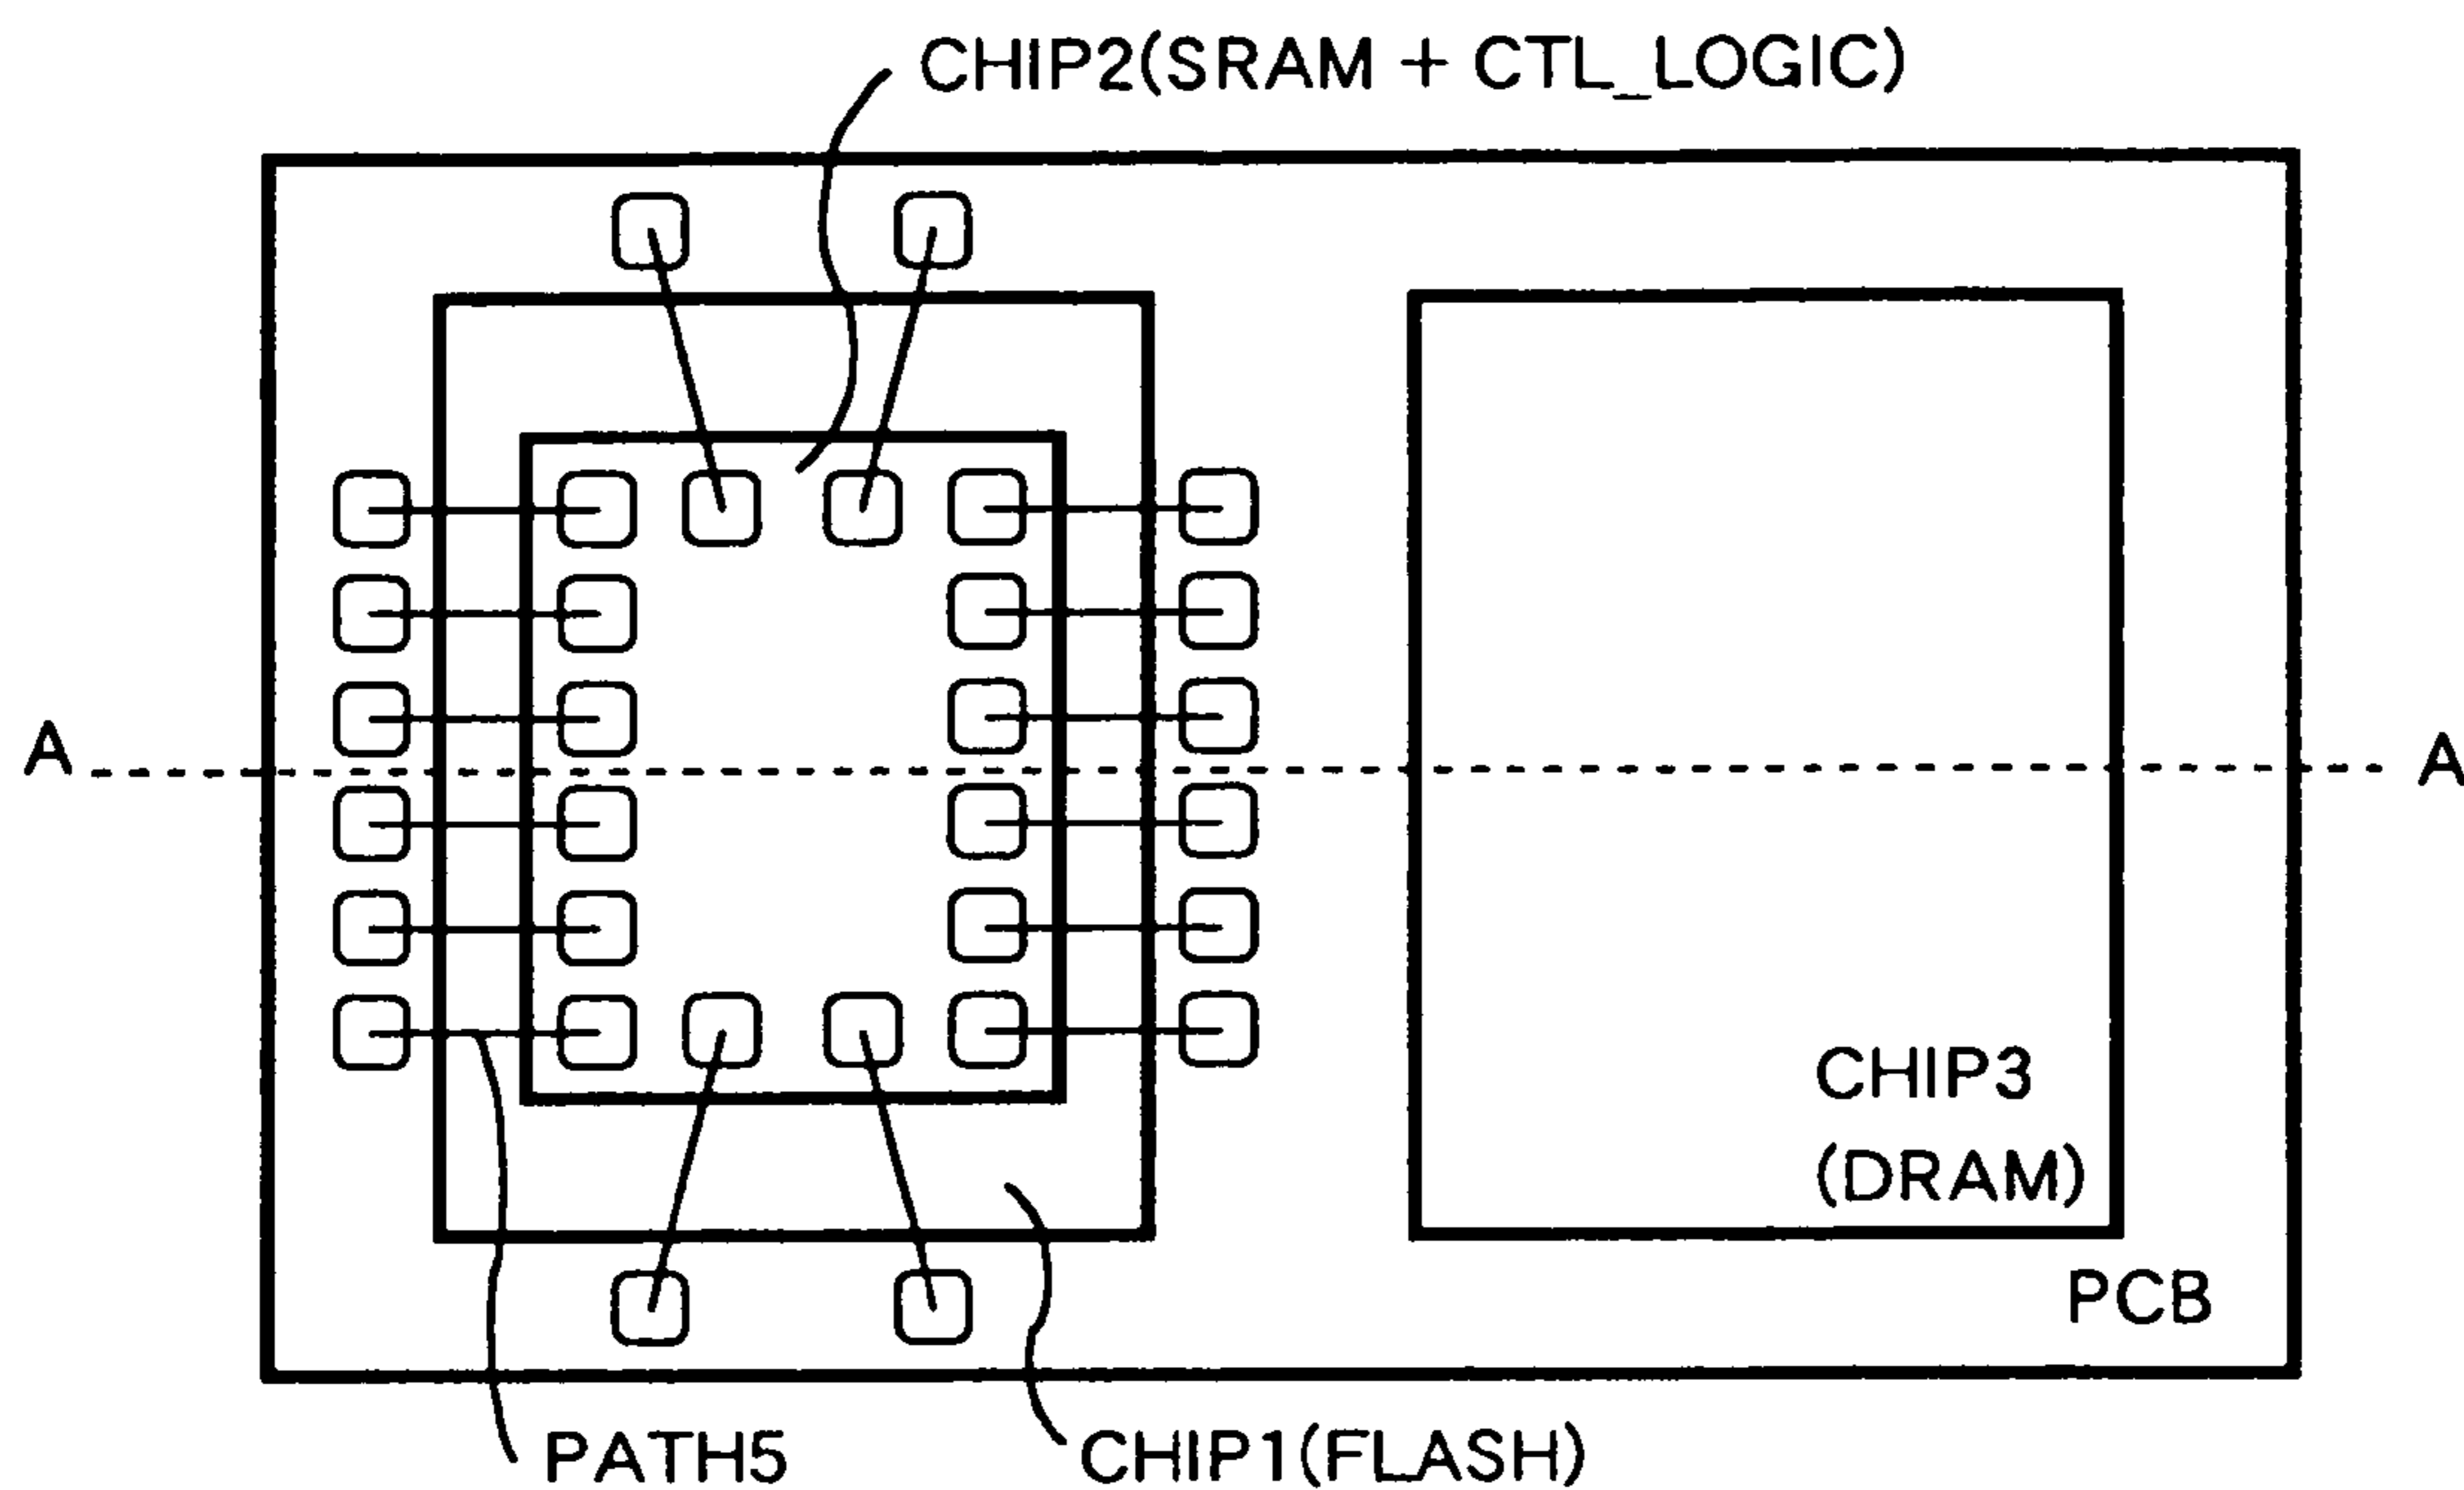 CHIP2(SRAM + CTL_LOGIC)
A
A
CHIP3
(DRAM)
PCB
PATH5
CHIP1(FLASH)